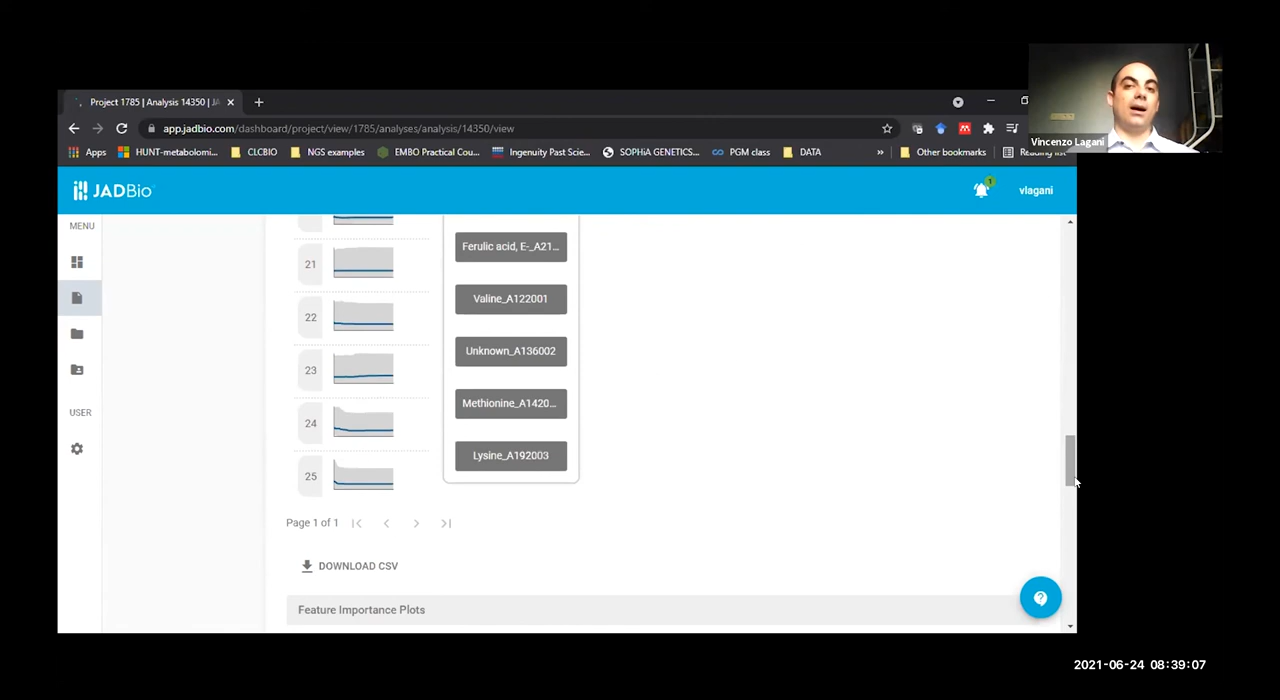 Project 1785 | Analysis 14350 | JA
app.jadbio.com/dashboard/project/view/1785/analyses/analysis/14350/view
Vincenzo Lagani
Apps
HUNT-metabolomi...
CLCBIO
NGS examples
EMBO Practical Cou...
Ingenuity Past Scie...
SOPHiA GENETICS...
PGM class
DATA
»
Other bookmarks
Reading list
JADBio
1
vlagani
MENU
USER
Ferulic acid, E-_A21...
21
Valine_A122001
22
Unknown_A136002
23
Methionine_A1420...
24
Lysine_A192003
25
Page 1 of 1
DOWNLOAD CSV
Feature Importance Plots
2021-06-24 08:39:07